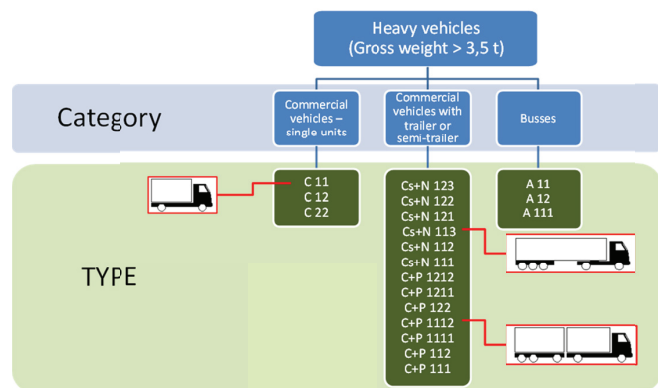 Heavy vehicles
(Gross weight > 3,5 t)
Category
Commercial
vehicles –
single units
Commercial
vehicles with
trailer or
semi-trailer
Busses
TYPE
C 11
C 12
C 22
Cs+N 123
Cs+N 122
Cs+N 121
Cs+N 113
Cs+N 112
Cs+N 111
C+P 1212
C+P 1211
C+P 122
C+P 1112
C+P 1111
C+P 112
C+P 111
A 11
A 12
A 111